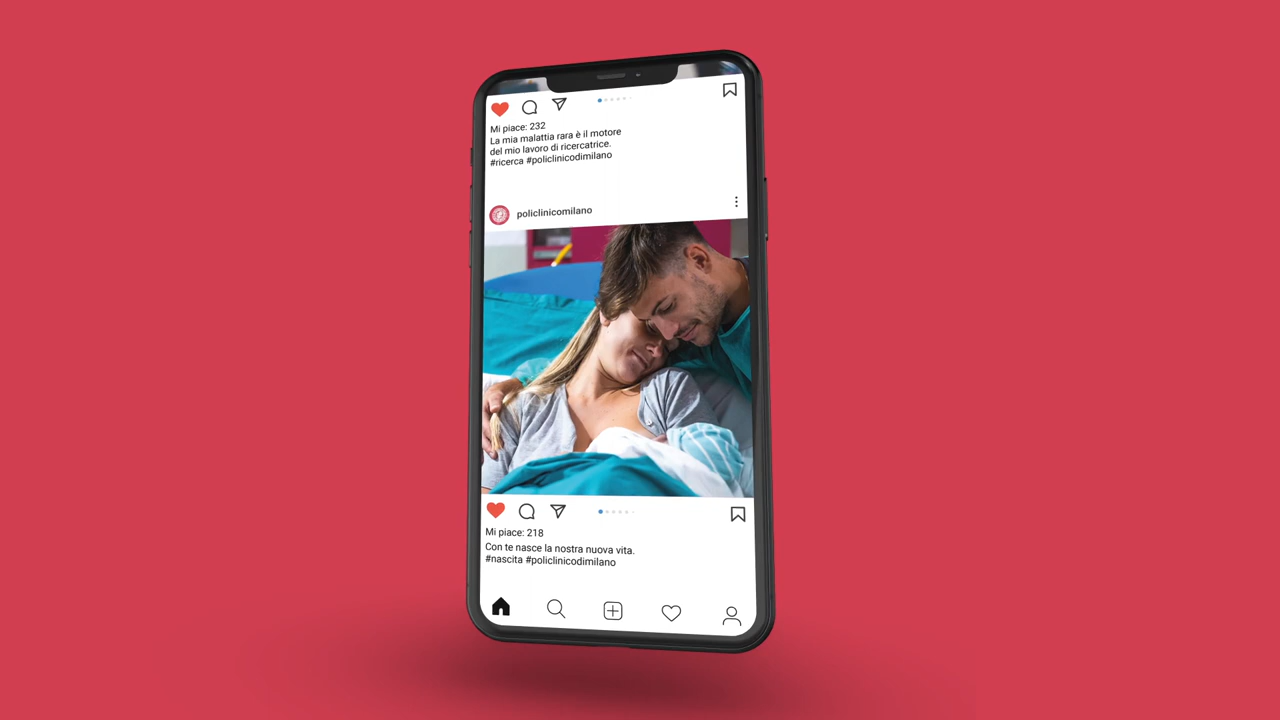 Mi piace: 232
La mia malattia rara è il motore
del mio lavoro di ricercatrice.
#ricerca #policlinicodimilano
policlinicomilano
Mi piace: 218
Con te nasce la nostra nuova vita.
#nascita #policlinicodimilano